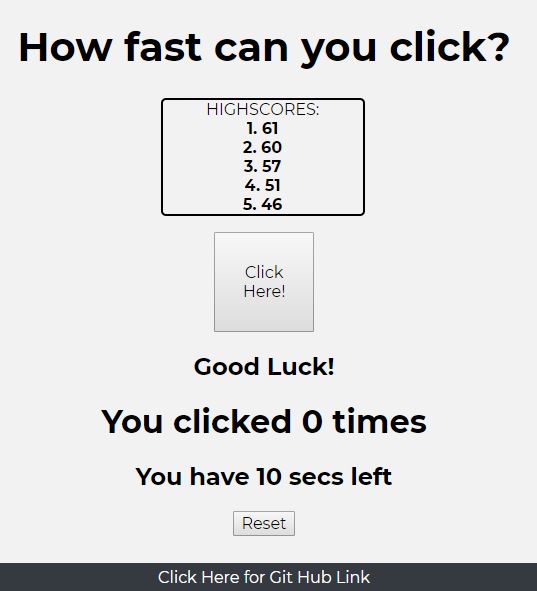 How fast can you click?
HIGHSCORES:
1. 61
2. 60
3. 57
4. 51
5. 46
Click
Here!
Good Luck!
You clicked 0 times
You have 10 secs left
Reset
Click Here for Git Hub Link